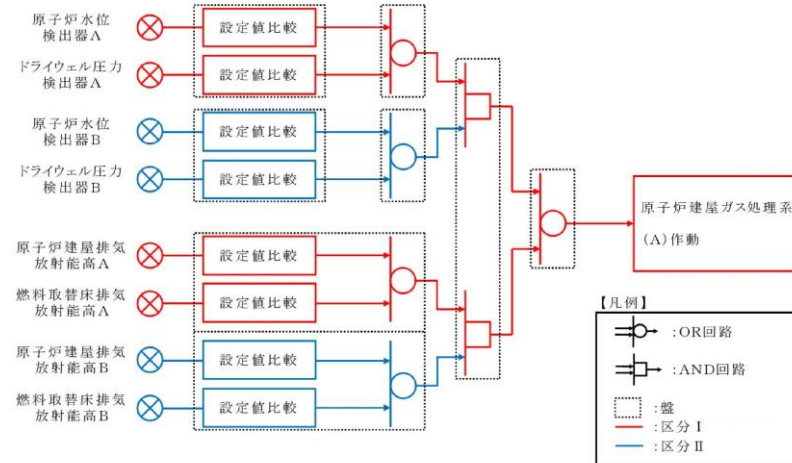 原子炉水位
検出器A
設定値比較
ドライウェル圧力
検出器A
設定値比較
原子炉水位
検出器B
設定値比較
ドライウェル圧力
検出器B
設定値比較
原子炉建屋排気
放射能高A
設定値比較
燃料取替床排気
放射能高A
設定値比較
原子炉建屋排気
放射能高B
設定値比較
燃料取替床排気
放射能高B
設定値比較
原子炉建屋ガス処理系
(A)作動
【凡例】
:OR回路
:AND回路
:盤
:区分Ⅰ
:区分Ⅱ